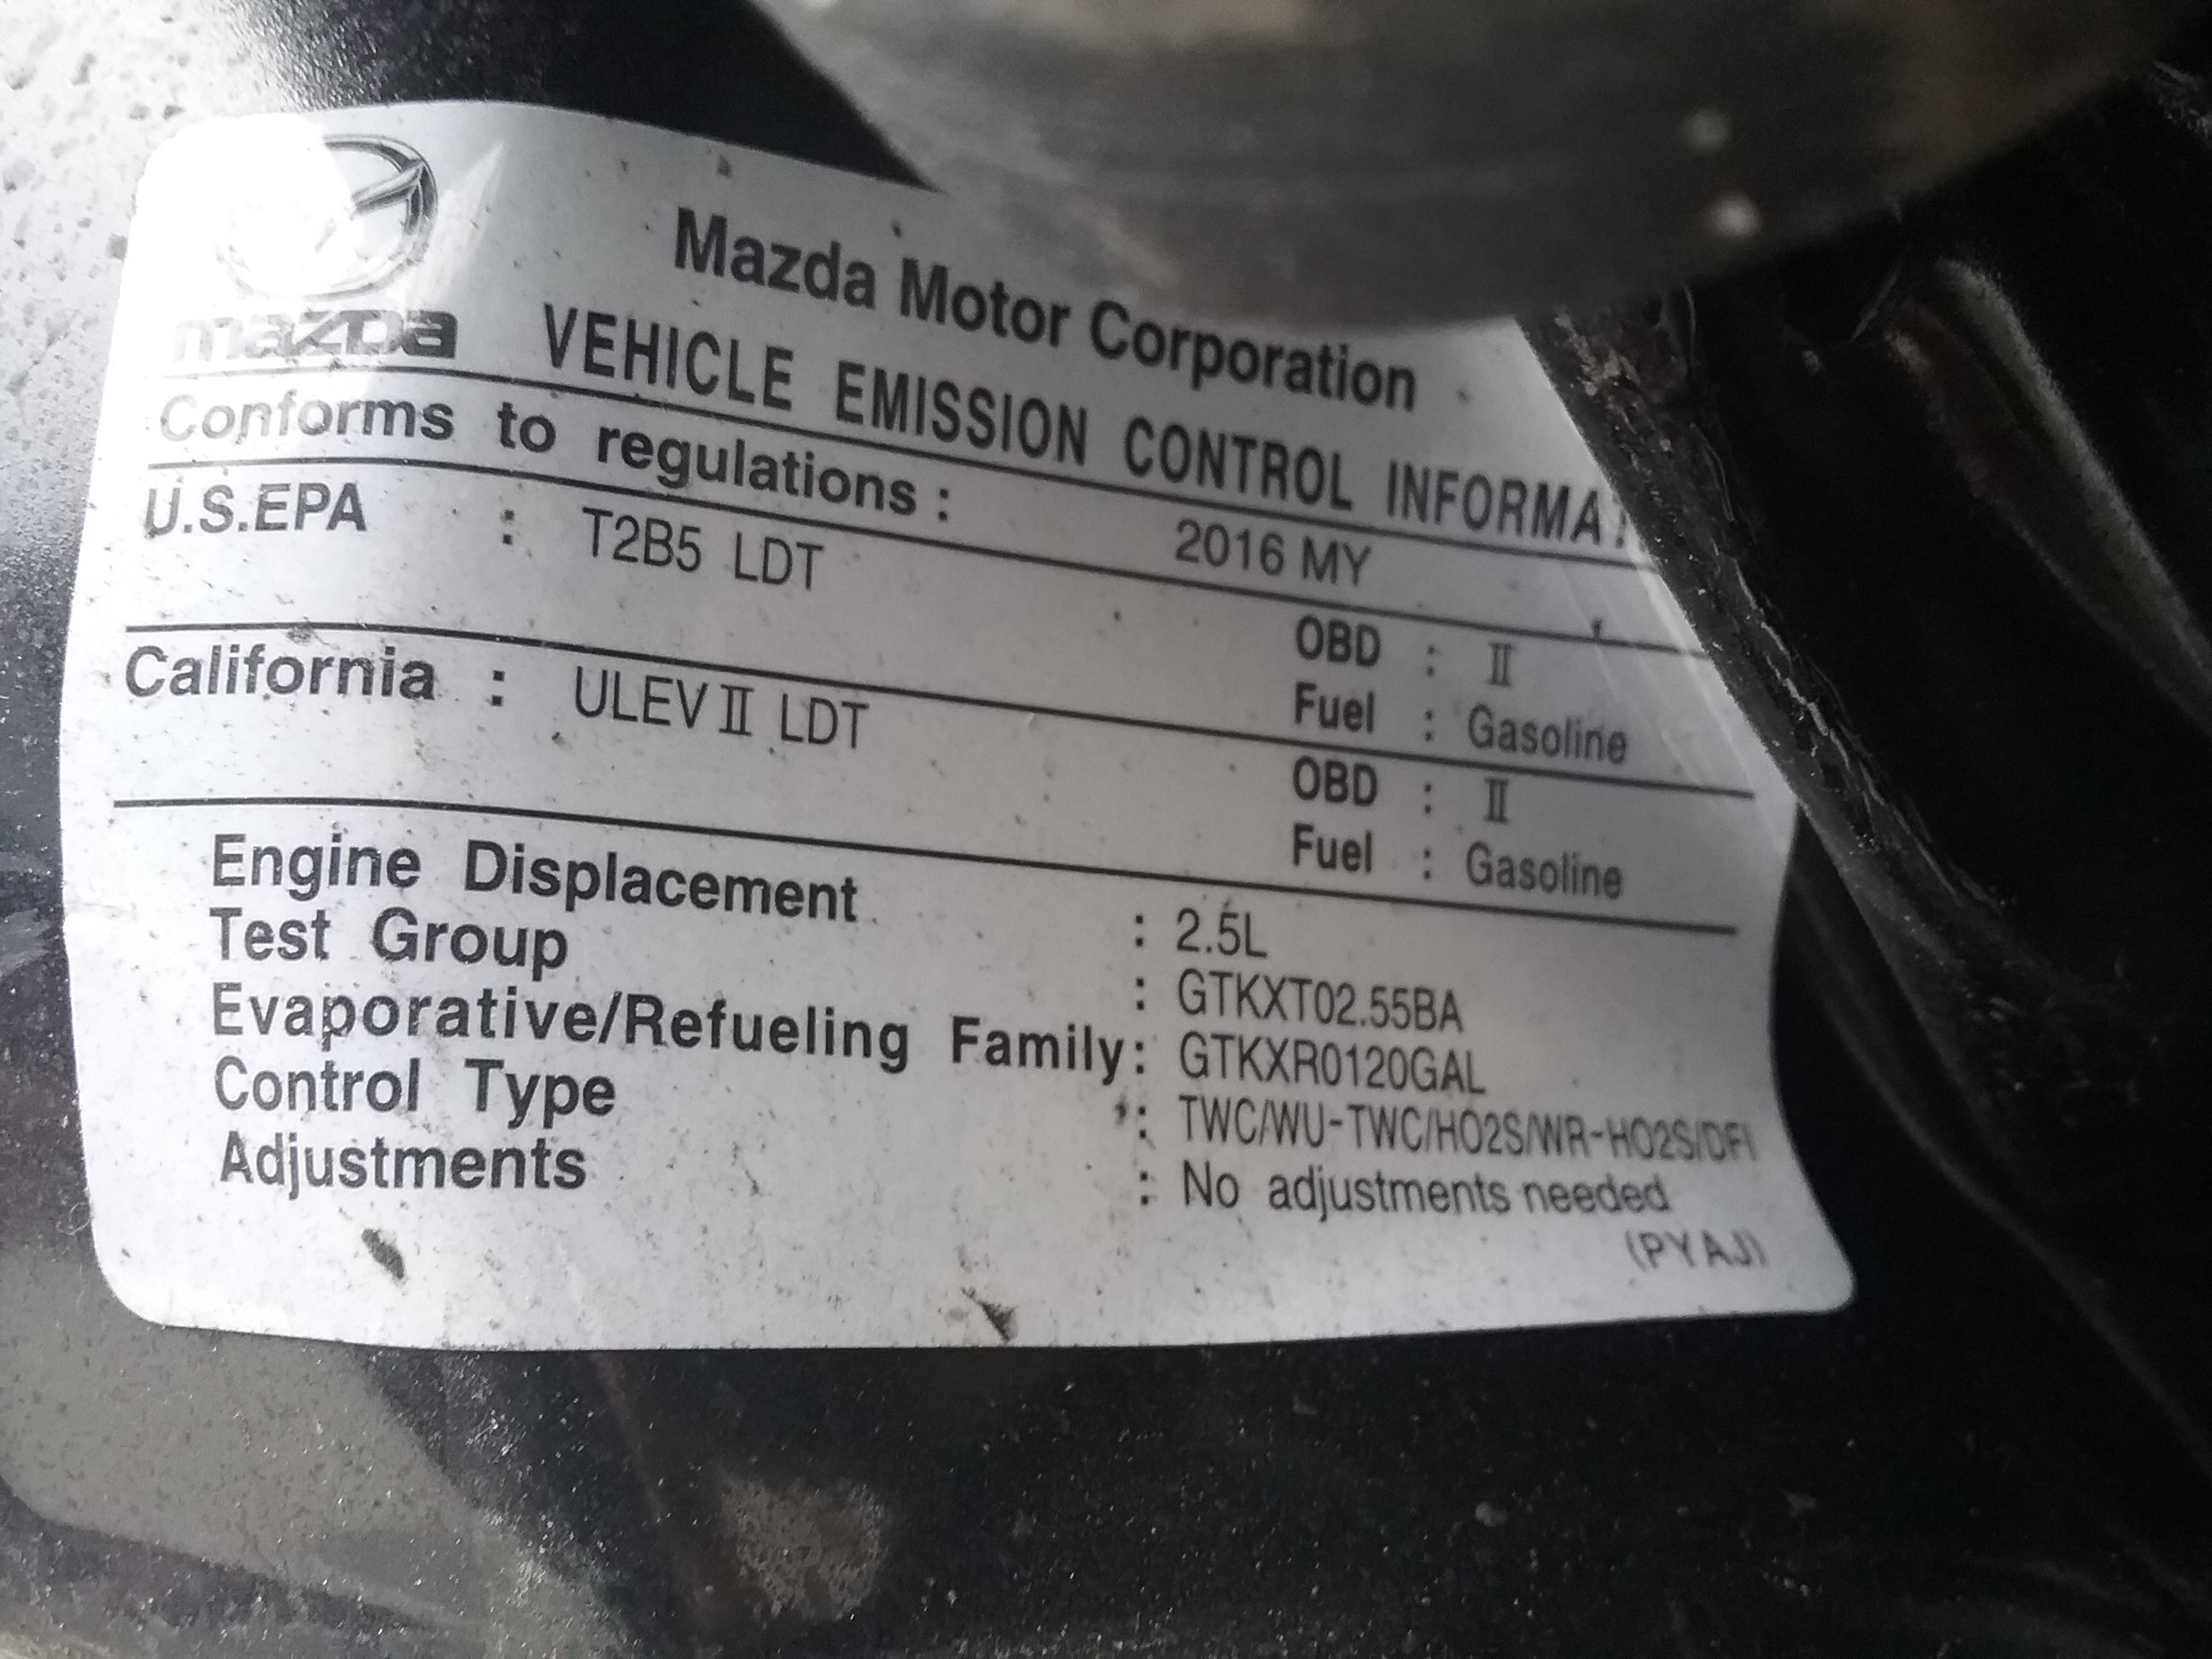 mazda
Mazda Motor Corporation
VEHICLE EMISSION CONTROL INFORMA
Conforms to regulations : 2016 MY
U.S.EPA : T2B5 LDT OBD : II
Fuel : Gasoline
California : ULEV II LDT OBD : II
Fuel : Gasoline
Engine Displacement : 2.5L
Test Group : GTKXT02.55BA
Evaporative/Refueling Family : GTKXR0120GAL
Control Type : TWC/WU-TWC/HO2S/WR-HO2S/DFI
Adjustments : No adjustments needed
(PYAJ)